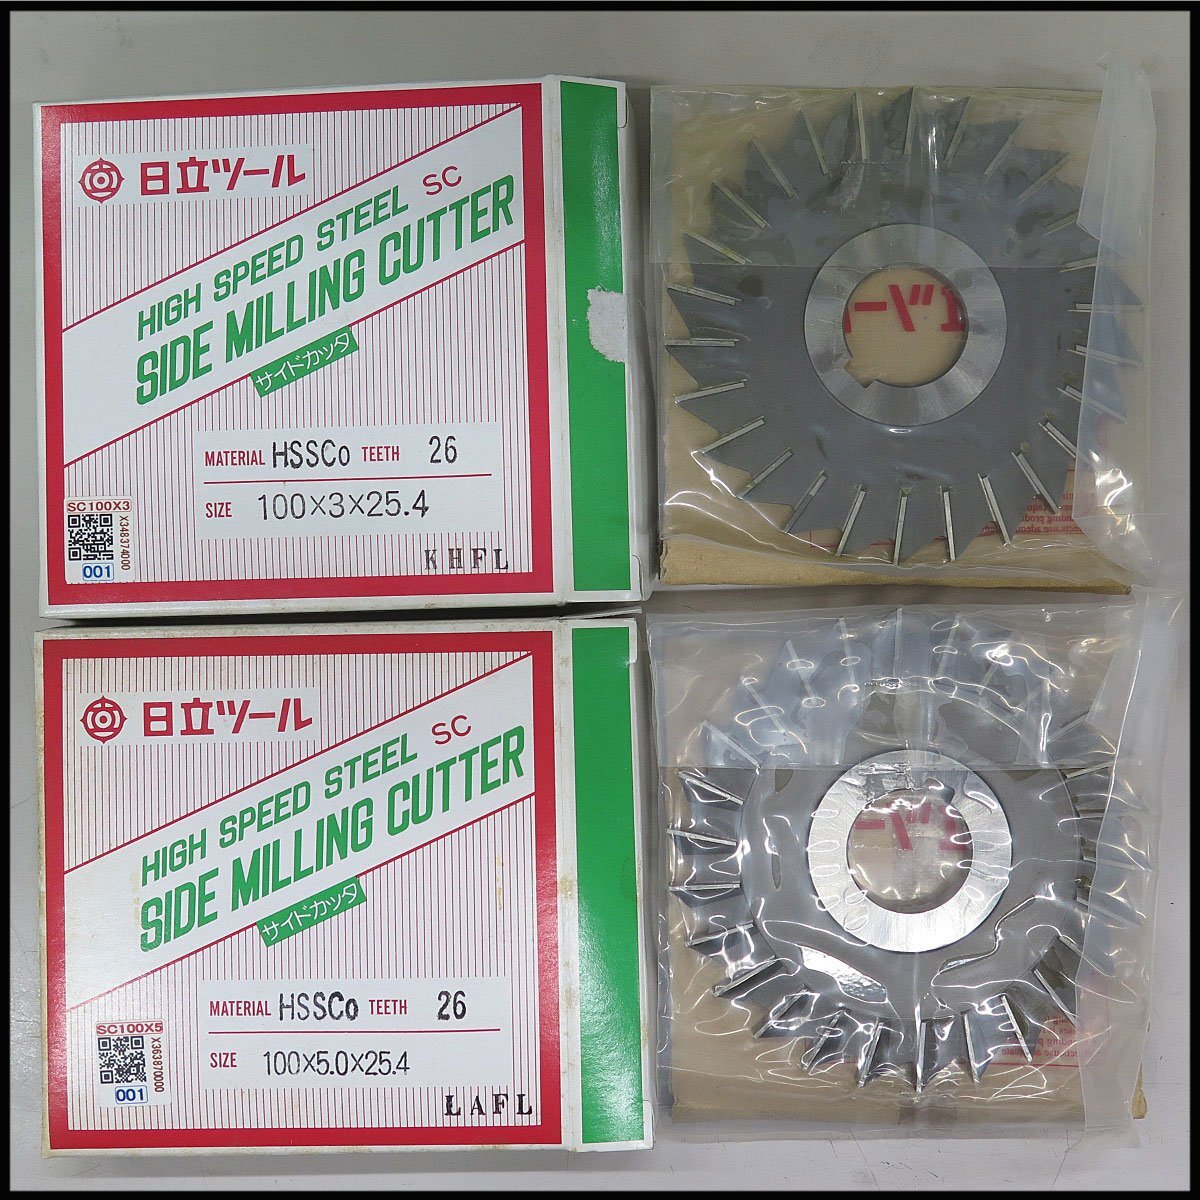 日立ツール
HIGH SPEED STEEL SC
SIDE MILLING CUTTER
サイドカッタ
MATERIAL HSSCo TEETH 26
SIZE 100×3×25.4
SC100X3
X3483740000
001
KHFL
日立ツール
HIGH SPEED STEEL SC
SIDE MILLING CUTTER
サイドカッタ
MATERIAL HSSCo TEETH 26
SIZE 100×5.0×25.4
SC100X5
X3638700000
001
LAFL